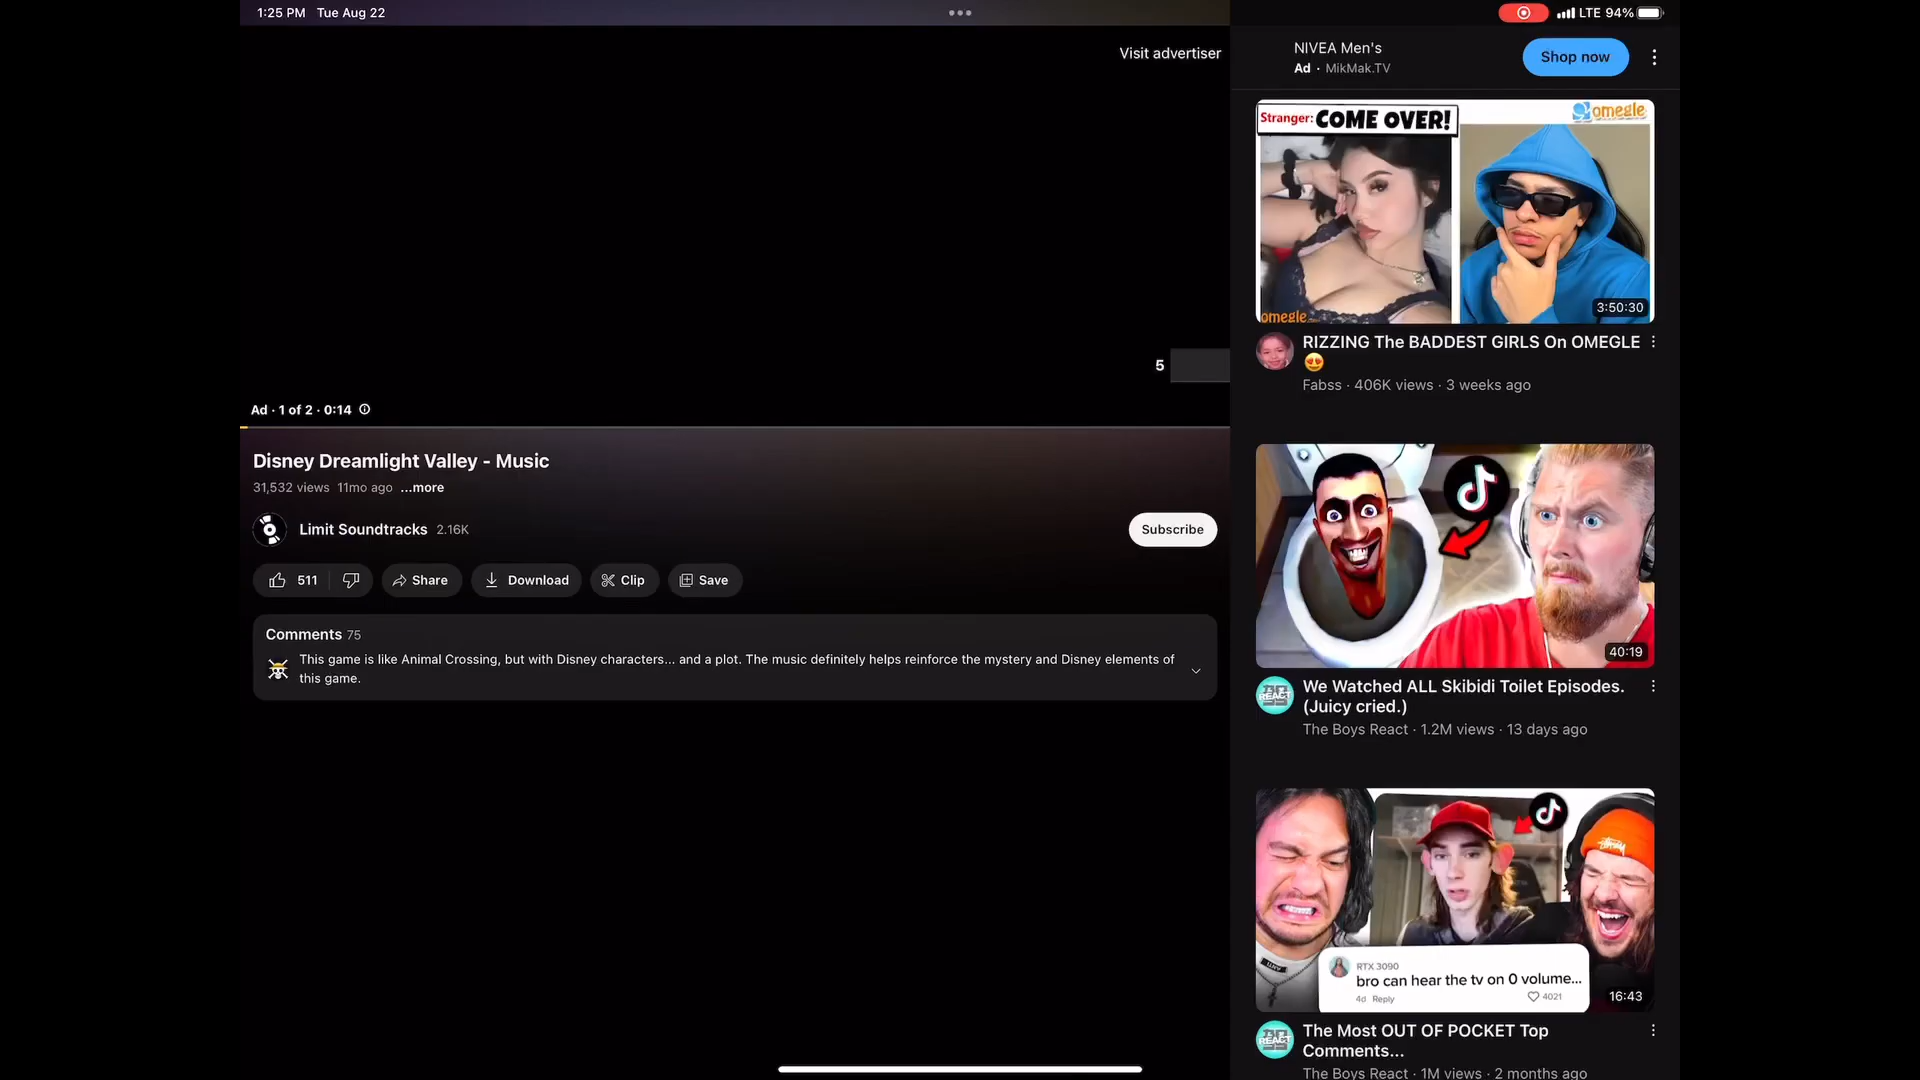 1:25 PM Tue Aug 22
LTE 94%
Visit advertiser
5
Ad · 1 of 2 · 0:14
Disney Dreamlight Valley - Music
31,532 views 11mo ago ...more
Limit Soundtracks 2.16K
Subscribe
511
Share
Download
Clip
Save
Comments 75
This game is like Animal Crossing, but with Disney characters... and a plot. The music definitely helps reinforce the mystery and Disney elements of
this game.
NIVEA Men's
Ad · MikMak.TV
Shop now
Stranger: COME OVER!
omegle
omegle
3:50:30
RIZZING The BADDEST GIRLS On OMEGLE
😍
Fabss · 406K views · 3 weeks ago
40:19
REACT
We Watched ALL Skibidi Toilet Episodes.
(Juicy cried.)
The Boys React · 1.2M views · 13 days ago
RTX 3090
bro can hear the tv on 0 volume...
4d Reply
4021
16:43
REACT
The Most OUT OF POCKET Top
Comments...
The Boys React · 1M views · 2 months ago